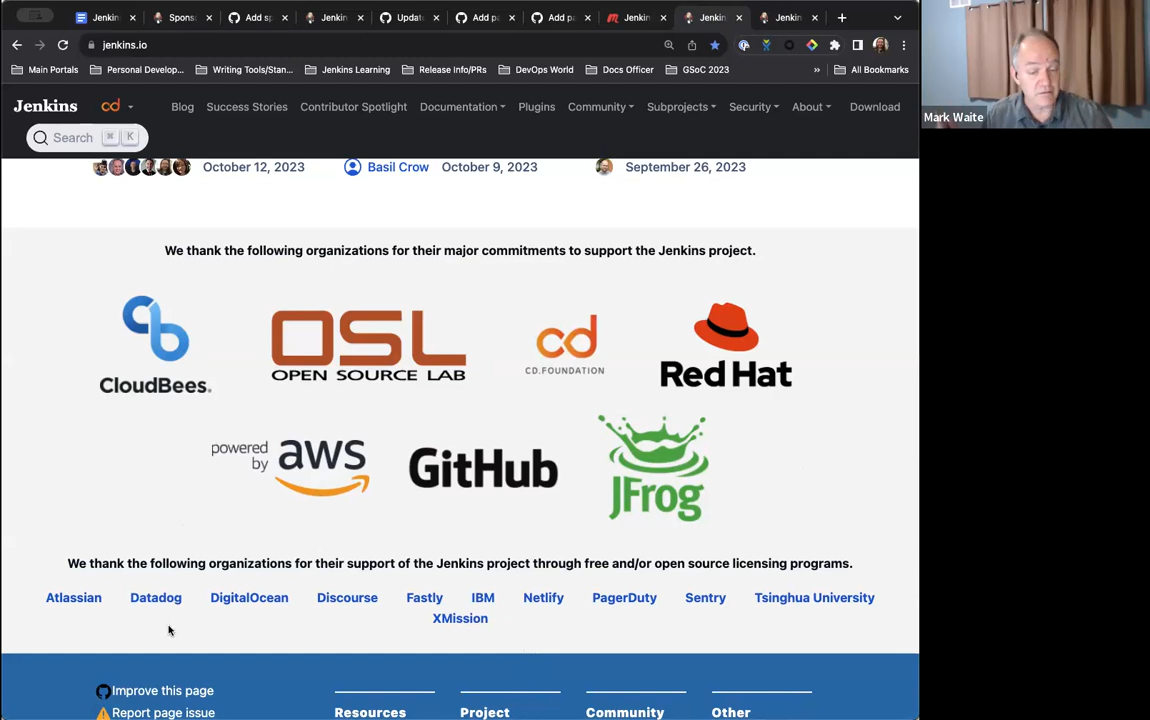 Jenkin
Spons
Add sp
Jenkin
Update
Add pa
Add pa
Jenkin
Jenkin
Jenkin
jenkins.io
Main Portals
Personal Develop...
Writing Tools/Stan...
Jenkins Learning
Release Info/PRs
DevOps World
Docs Officer
GSoC 2023
»
All Bookmarks
Jenkins
cd
Blog
Success Stories
Contributor Spotlight
Documentation
Plugins
Community
Subprojects
Security
About
Download
Search ⌘ K
October 12, 2023
Basil Crow
October 9, 2023
September 26, 2023
We thank the following organizations for their major commitments to support the Jenkins project.
CloudBees.
OSL
OPEN SOURCE LAB
cd
CD.FOUNDATION
Red Hat
powered
by
aws
GitHub
JFrog
We thank the following organizations for their support of the Jenkins project through free and/or open source licensing programs.
Atlassian Datadog DigitalOcean Discourse Fastly IBM Netlify PagerDuty Sentry Tsinghua University
XMission
Improve this page
Report page issue
Resources
Project
Community
Other
Mark Waite